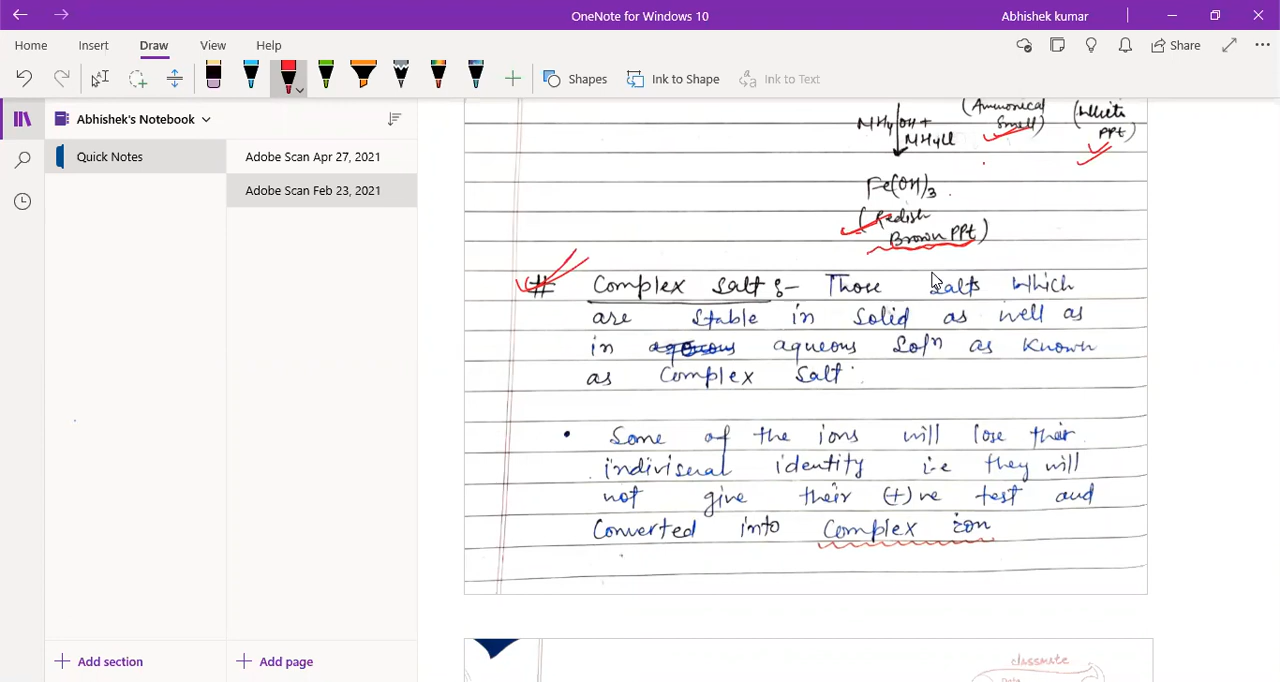 OneNote for Windows 10
Abhishek kumar
Home Insert Draw View Help
Share
Shapes Ink to Shape Ink to Text
Abhishek's Notebook
Quick Notes
Adobe Scan Apr 27, 2021
Adobe Scan Feb 23, 2021
NH4OH +
NH4Cl
(Ammonical
Smell)
(White
PPt)
Fe(OH)3
(Redish
Brown PPt)
# Complex Salt :- Those Salts Which
are Stable in Solid as well as
in aqueous Soln as Known
as Complex Salt.
• Some of the ions will lose their
indivisual identity i.e they will
not give their (+)ve test and
Converted into Complex ion
classmate
Add section
Add page